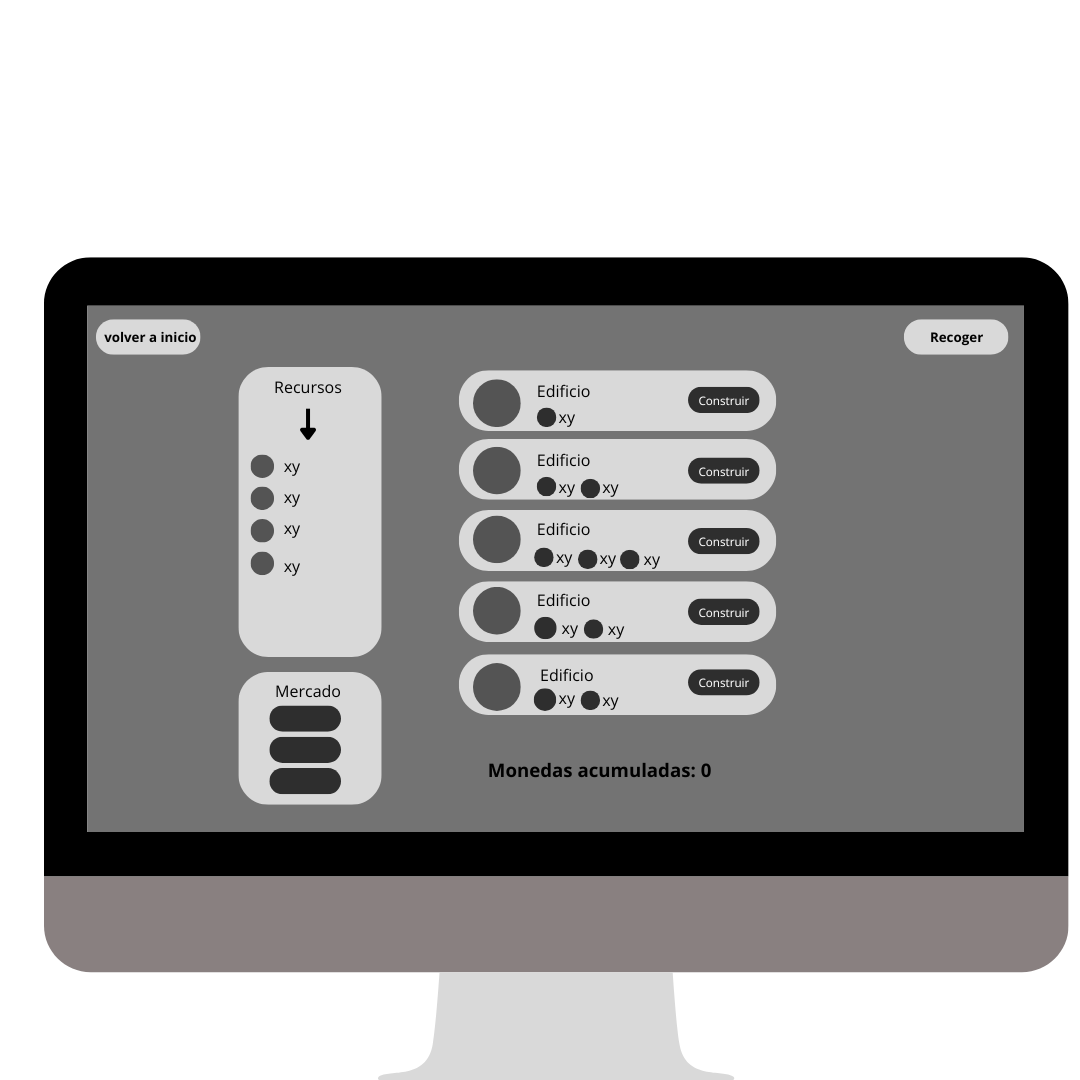 volver a inicio
Recoger
Recursos
xy
xy
xy
xy
Mercado
Edificio
xy
Construir
Edificio
xy xy
Construir
Edificio
xy xy xy
Construir
Edificio
xy xy
Construir
Edificio
xy xy
Construir
Monedas acumuladas: 0